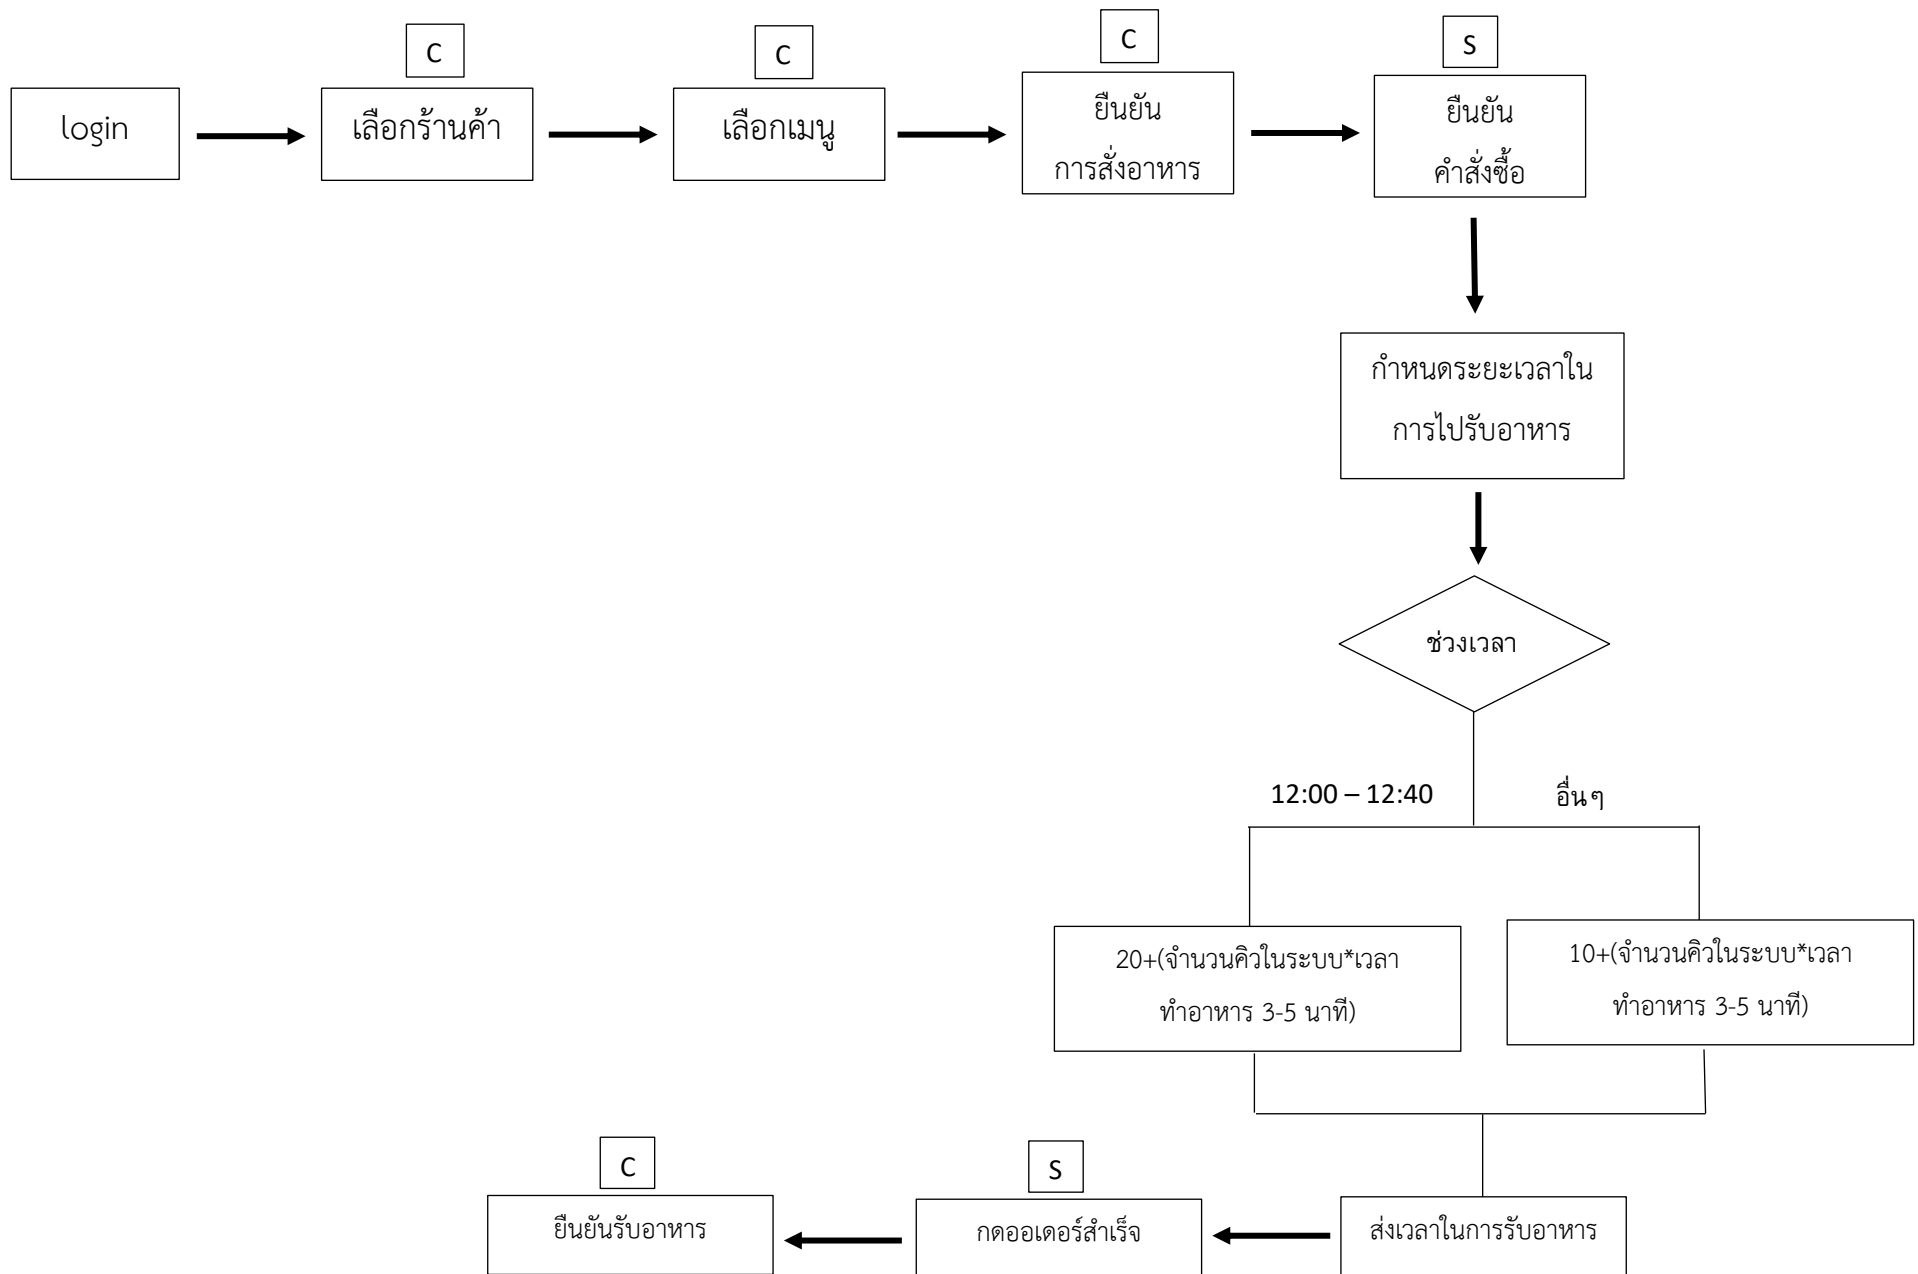 C
C
C
S
login
เลือกร้านค้า
เลือกเมนู
ยืนยัน
การสั่งอาหาร
ยืนยัน
คำสั่งซื้อ
กำหนดระยะเวลาใน
การไปรับอาหาร
ช่วงเวลา
12:00 – 12:40
อื่นๆ
20+(จำนวนคิวในระบบ*เวลา
ทำอาหาร 3-5 นาที)
10+(จำนวนคิวในระบบ*เวลา
ทำอาหาร 3-5 นาที)
C
S
ยืนยันรับอาหาร
กดออเดอร์สำเร็จ
ส่งเวลาในการรับอาหาร